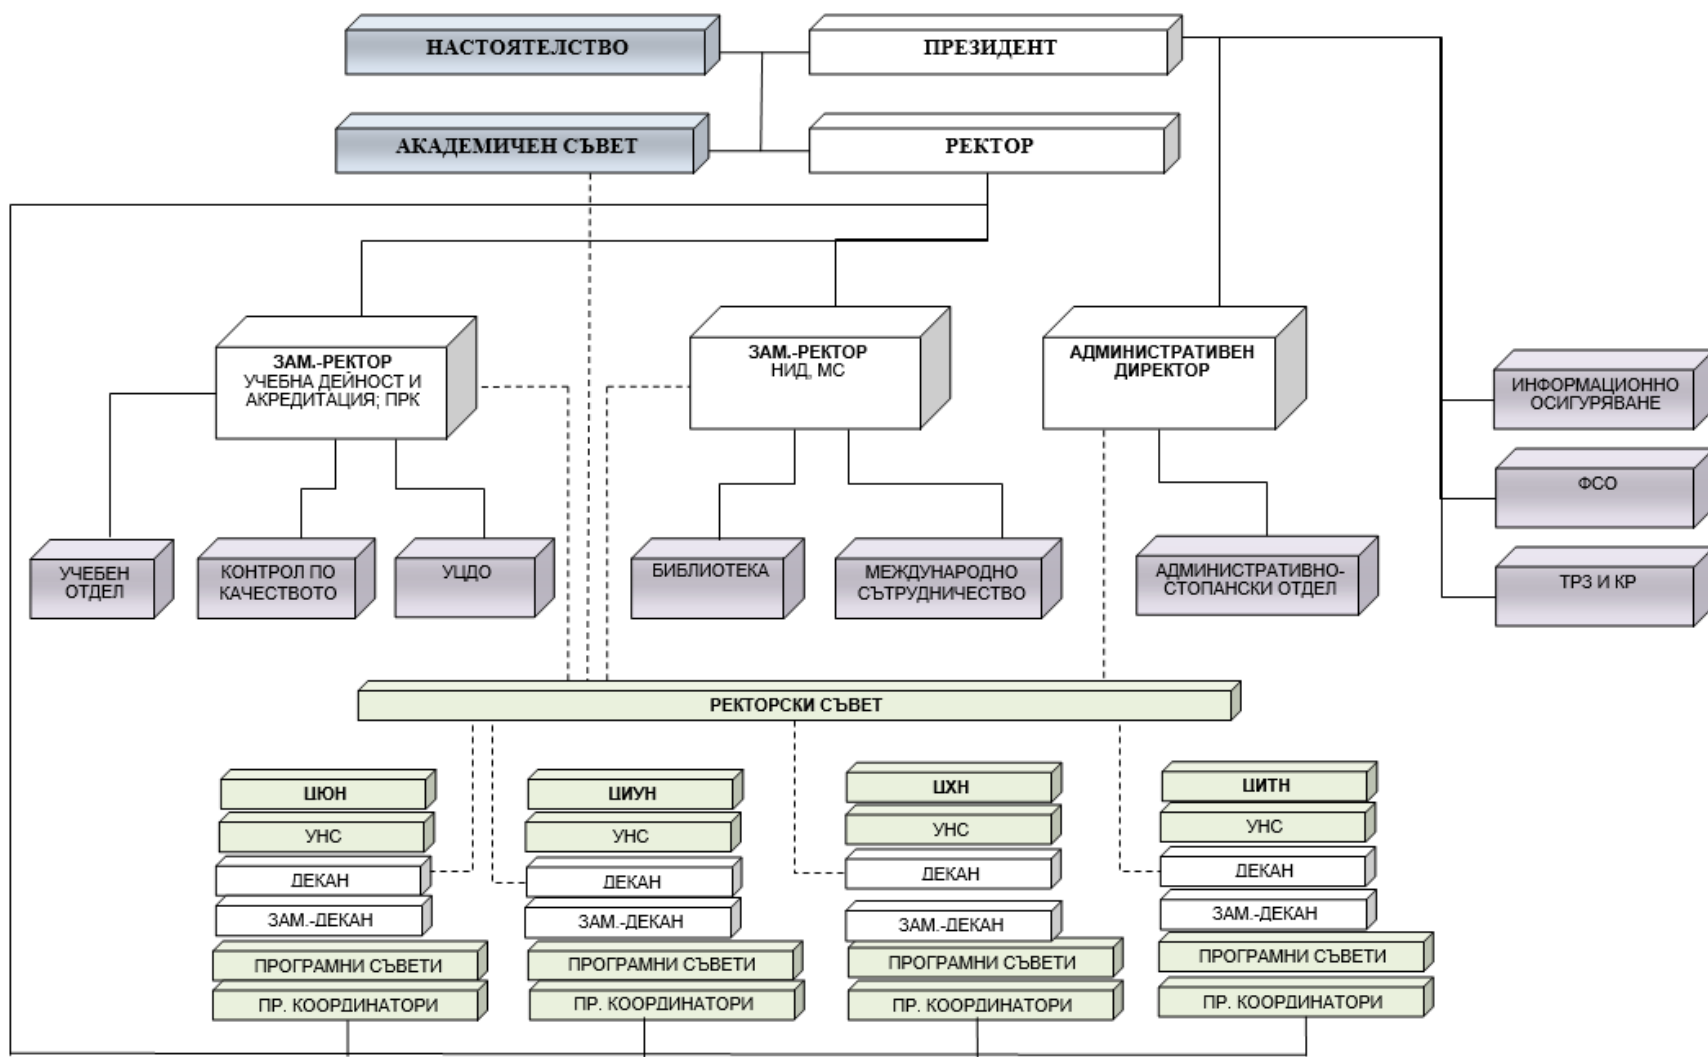 НАСТОЯТЕЛСТВО
ПРЕЗИДЕНТ
АКАДЕМИЧЕН СЪВЕТ
РЕКТОР
ЗАМ.-РЕКТОР
УЧЕБНА ДЕЙНОСТ И
АКРЕДИТАЦИЯ; ПРК
ЗАМ.-РЕКТОР
НИД, МС
АДМИНИСТРАТИВЕН
ДИРЕКТОР
ИНФОРМАЦИОННО
ОСИГУРЯВАНЕ
ФСО
ТРЗ И КР
УЧЕБЕН
ОТДЕЛ
КОНТРОЛ ПО
КАЧЕСТВОТО
УЦДО
БИБЛИОТЕКА
МЕЖДУНАРОДНО
СЪТРУДНИЧЕСТВО
АДМИНИСТРАТИВНО-
СТОПАНСКИ ОТДЕЛ
РЕКТОРСКИ СЪВЕТ
ЦЮН
УНС
ДЕКАН
ЗАМ.-ДЕКАН
ПРОГРАМНИ СЪВЕТИ
ПР. КООРДИНАТОРИ
ЦИУН
УНС
ДЕКАН
ЗАМ.-ДЕКАН
ПРОГРАМНИ СЪВЕТИ
ПР. КООРДИНАТОРИ
ЦХН
УНС
ДЕКАН
ЗАМ.-ДЕКАН
ПРОГРАМНИ СЪВЕТИ
ПР. КООРДИНАТОРИ
ЦИТН
УНС
ДЕКАН
ЗАМ.-ДЕКАН
ПРОГРАМНИ СЪВЕТИ
ПР. КООРДИНАТОРИ